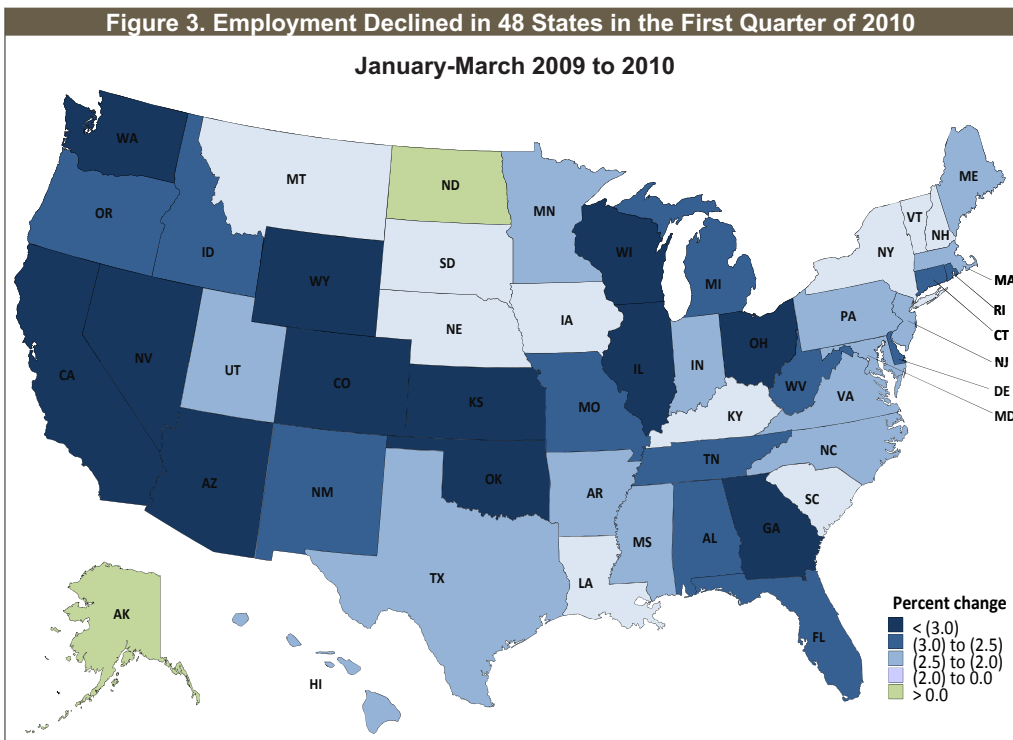 Figure 3. Employment Declined in 48 States in the First Quarter of 2010
January-March 2009 to 2010
WA
MT
ND
MN
ME
OR
ID
SD
WI
VT
NH
NY
MI
MA
WY
RI
NE
IA
PA
CT
NV
UT
CO
IL
IN
OH
NJ
CA
KS
MO
WV
VA
DE
KY
MD
AZ
NM
OK
TN
NC
AR
SC
MS
AL
GA
TX
LA
AK
FL
HI
Percent change
< (3.0)
(3.0) to (2.5)
(2.5) to (2.0)
(2.0) to 0.0
> 0.0